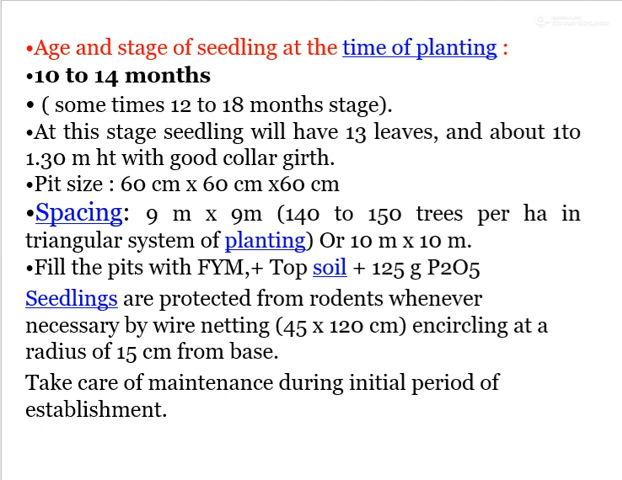 •Age and stage of seedling at the time of planting :
•10 to 14 months
• ( some times 12 to 18 months stage).
•At this stage seedling will have 13 leaves, and about 1to
1.30 m ht with good collar girth.
•Pit size : 60 cm x 60 cm x60 cm
•Spacing: 9 m x 9m (140 to 150 trees per ha in
triangular system of planting) Or 10 m x 10 m.
•Fill the pits with FYM,+ Top soil + 125 g P2O5
Seedlings are protected from rodents whenever
necessary by wire netting (45 x 120 cm) encircling at a
radius of 15 cm from base.
Take care of maintenance during initial period of
establishment.